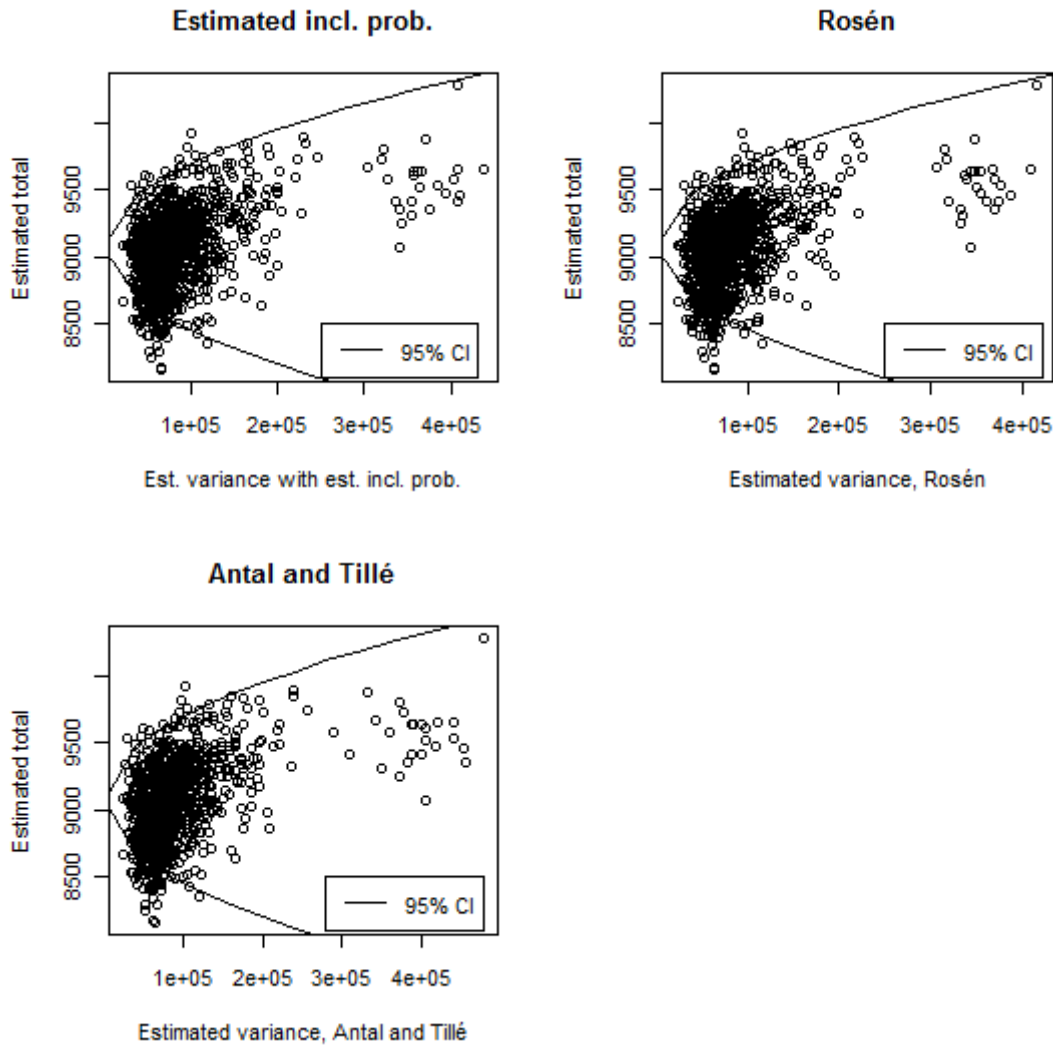 Estimated incl. prob.
Estimated total
8500 9000 9500
95% CI
1e+05 2e+05 3e+05 4e+05
Est. variance with est. incl. prob.
Rosén
Estimated total
8500 9000 9500
95% CI
1e+05 2e+05 3e+05 4e+05
Estimated variance, Rosén
Antal and Tillé
Estimated total
8500 9000 9500
95% CI
1e+05 2e+05 3e+05 4e+05
Estimated variance, Antal and Tillé